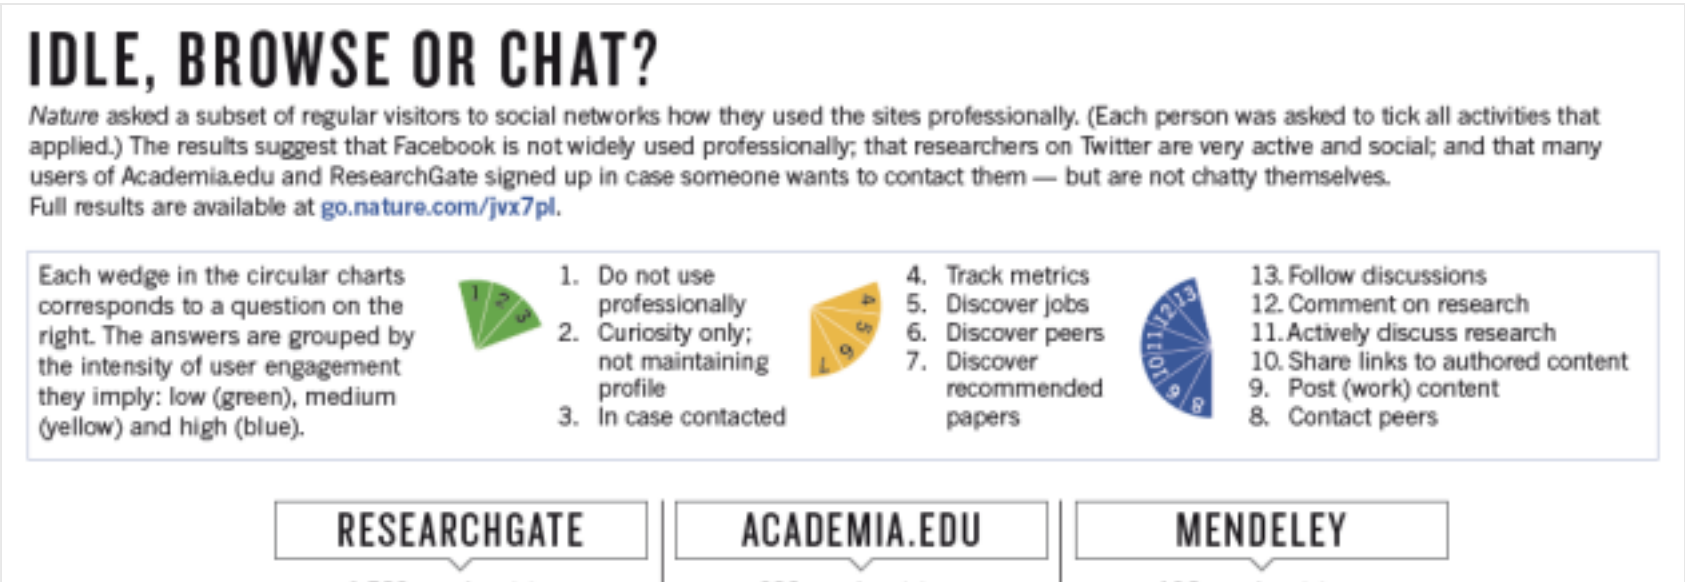 IDLE, BROWSE OR CHAT?
Nature asked a subset of regular visitors to social networks how they used the sites professionally. (Each person was asked to tick all activities that
applied.) The results suggest that Facebook is not widely used professionally; that researchers on Twitter are very active and social; and that many
users of Academia.edu and ResearchGate signed up in case someone wants to contact them — but are not chatty themselves.
Full results are available at go.nature.com/jvx7pl.
Each wedge in the circular charts
corresponds to a question on the
right. The answers are grouped by
the intensity of user engagement
they imply: low (green), medium
(yellow) and high (blue).
1 2 3
1. Do not use
professionally
2. Curiosity only;
not maintaining
profile
3. In case contacted
4 5 6 7
4. Track metrics
5. Discover jobs
6. Discover peers
7. Discover
recommended
papers
13 12 11 10 9 8
13. Follow discussions
12. Comment on research
11. Actively discuss research
10. Share links to authored content
9. Post (work) content
8. Contact peers
RESEARCHGATE
ACADEMIA.EDU
MENDELEY